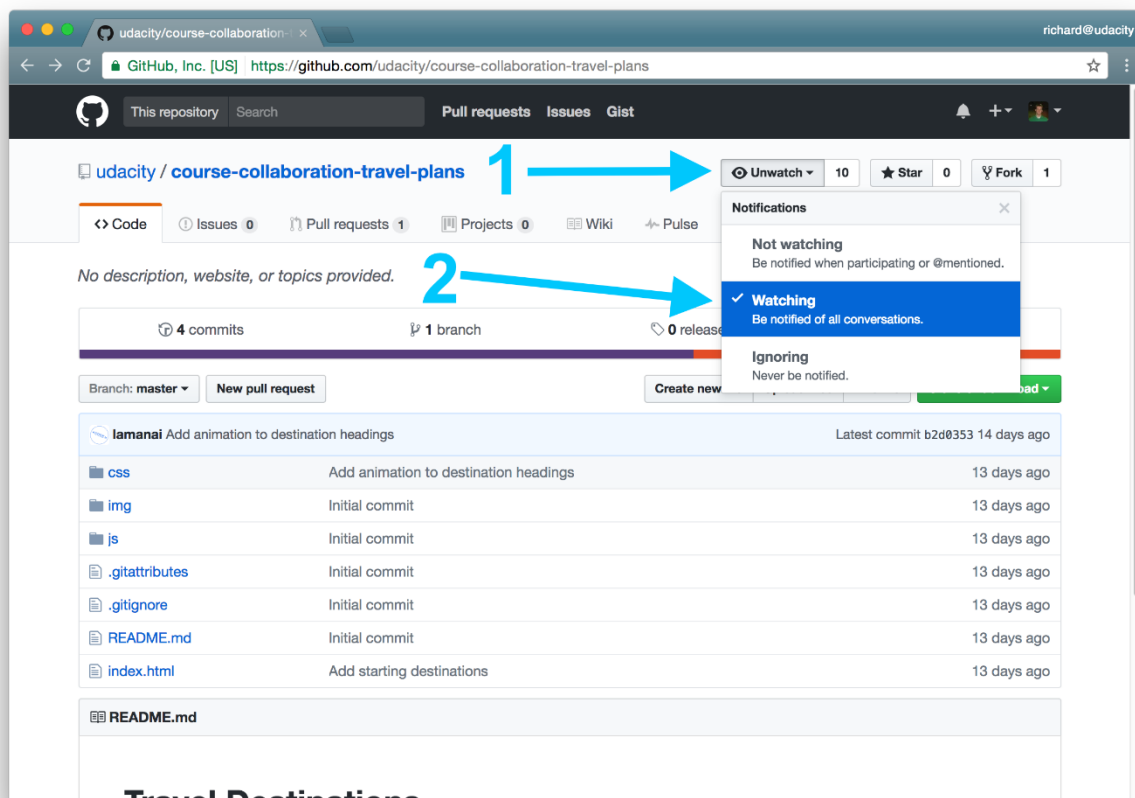 udacity/course-collaboration-
richard@udacity
GitHub, Inc. [US] https://github.com/udacity/course-collaboration-travel-plans
This repository Search Pull requests Issues Gist
udacity / course-collaboration-travel-plans 1 Unwatch 10 Star 0 Fork 1
Notifications
Code Issues 0 Pull requests 1 Projects 0 Wiki Pulse
Not watching
Be notified when participating or @mentioned.
No description, website, or topics provided. 2
Watching
Be notified of all conversations.
4 commits 1 branch 0 release
Ignoring
Never be notified.
Branch: master New pull request Create new
lamanai Add animation to destination headings Latest commit b2d0353 14 days ago
css Add animation to destination headings 13 days ago
img Initial commit 13 days ago
js Initial commit 13 days ago
.gitattributes Initial commit 13 days ago
.gitignore Initial commit 13 days ago
README.md Initial commit 13 days ago
index.html Add starting destinations 13 days ago
README.md
Travel Destinations